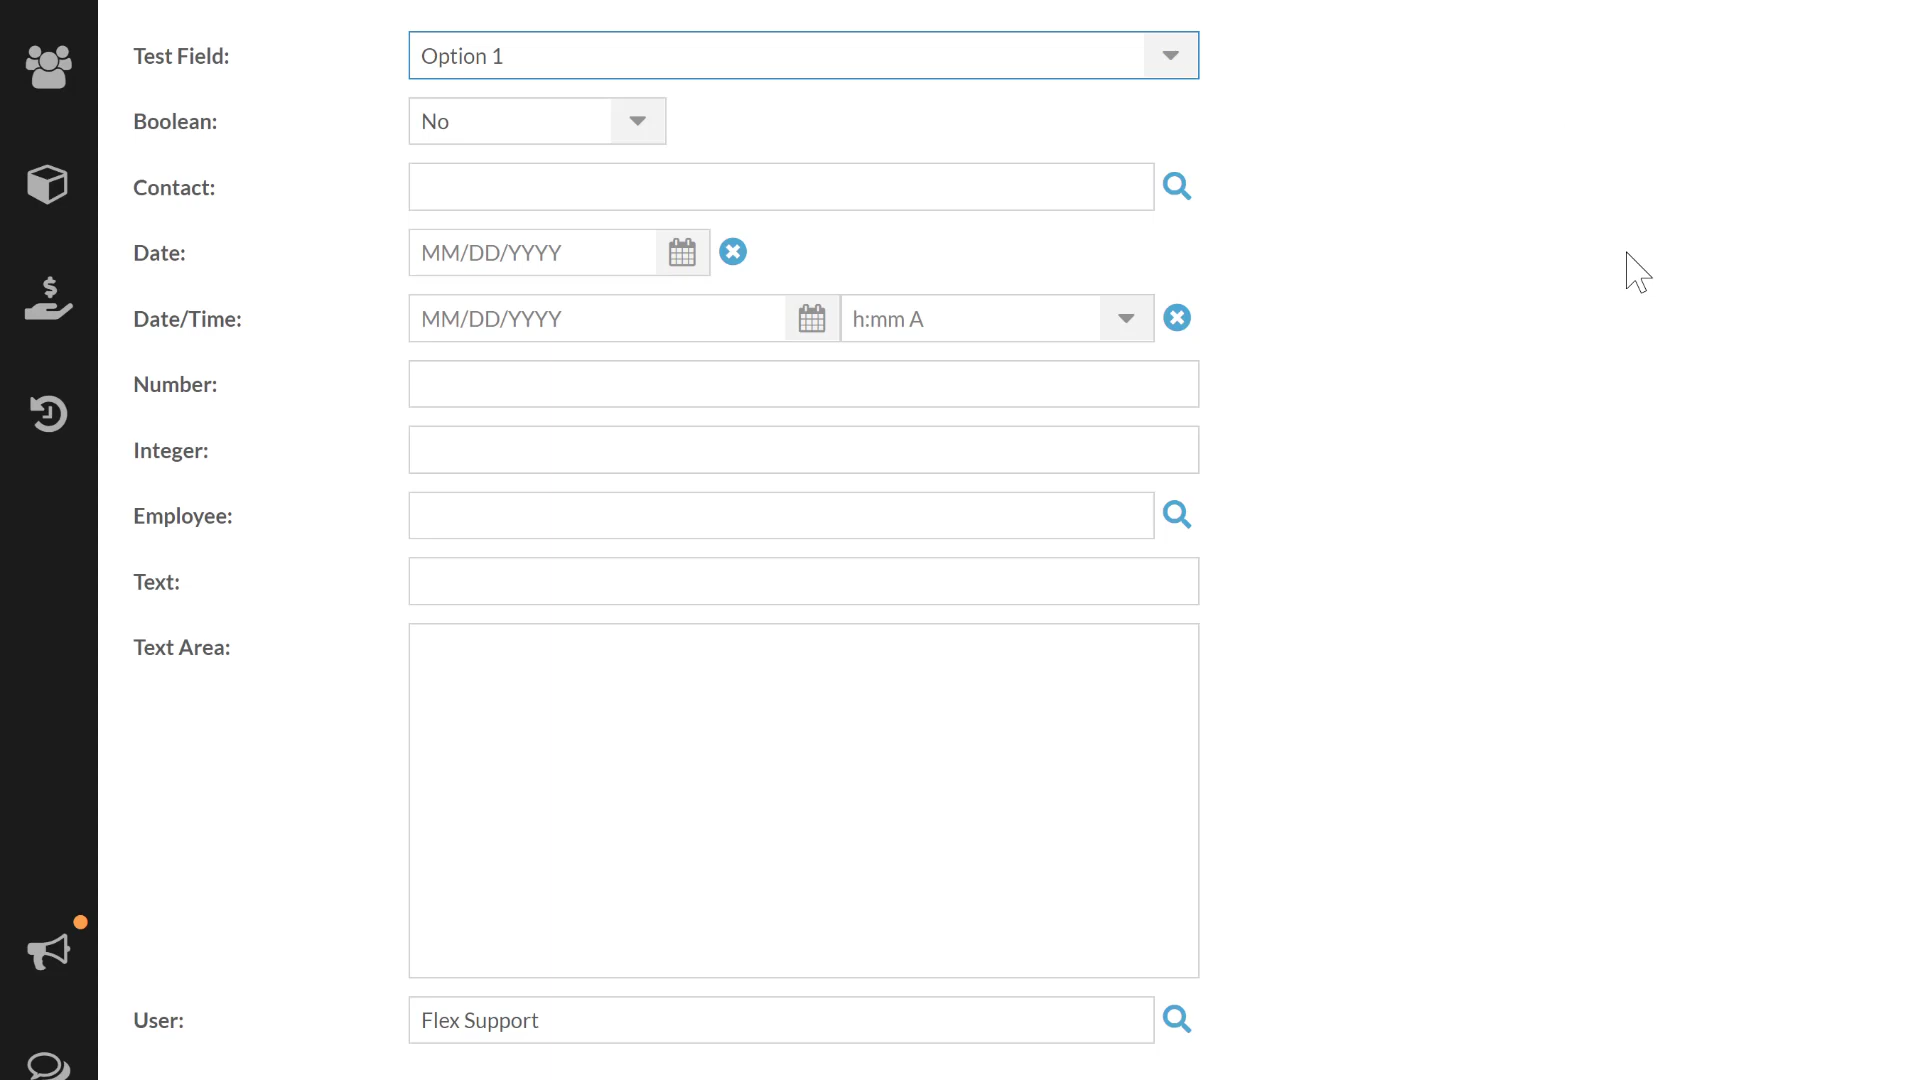 Test Field: Option 1
Boolean: No
Contact:
Date: MM/DD/YYYY
Date/Time: MM/DD/YYYY h:mm A
Number:
Integer:
Employee:
Text:
Text Area:
User: Flex Support